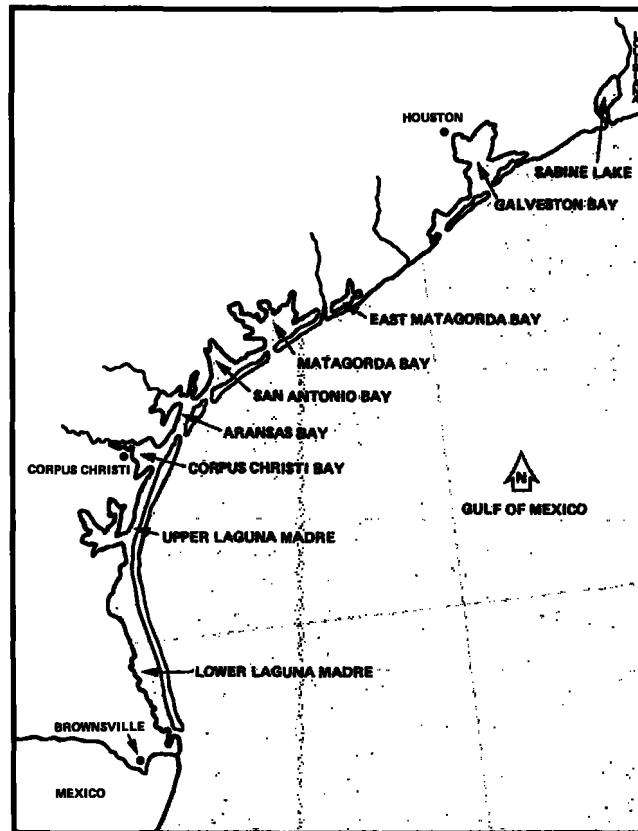 HOUSTON
SABINE LAKE
GALVESTON BAY
EAST MATAGORDA BAY
MATAGORDA BAY
SAN ANTONIO BAY
ARANSAS BAY
CORPUS CHRISTI
CORPUS CHRISTI BAY
N
GULF OF MEXICO
UPPER LAGUNA MADRE
LOWER LAGUNA MADRE
BROWNSVILLE
MEXICO